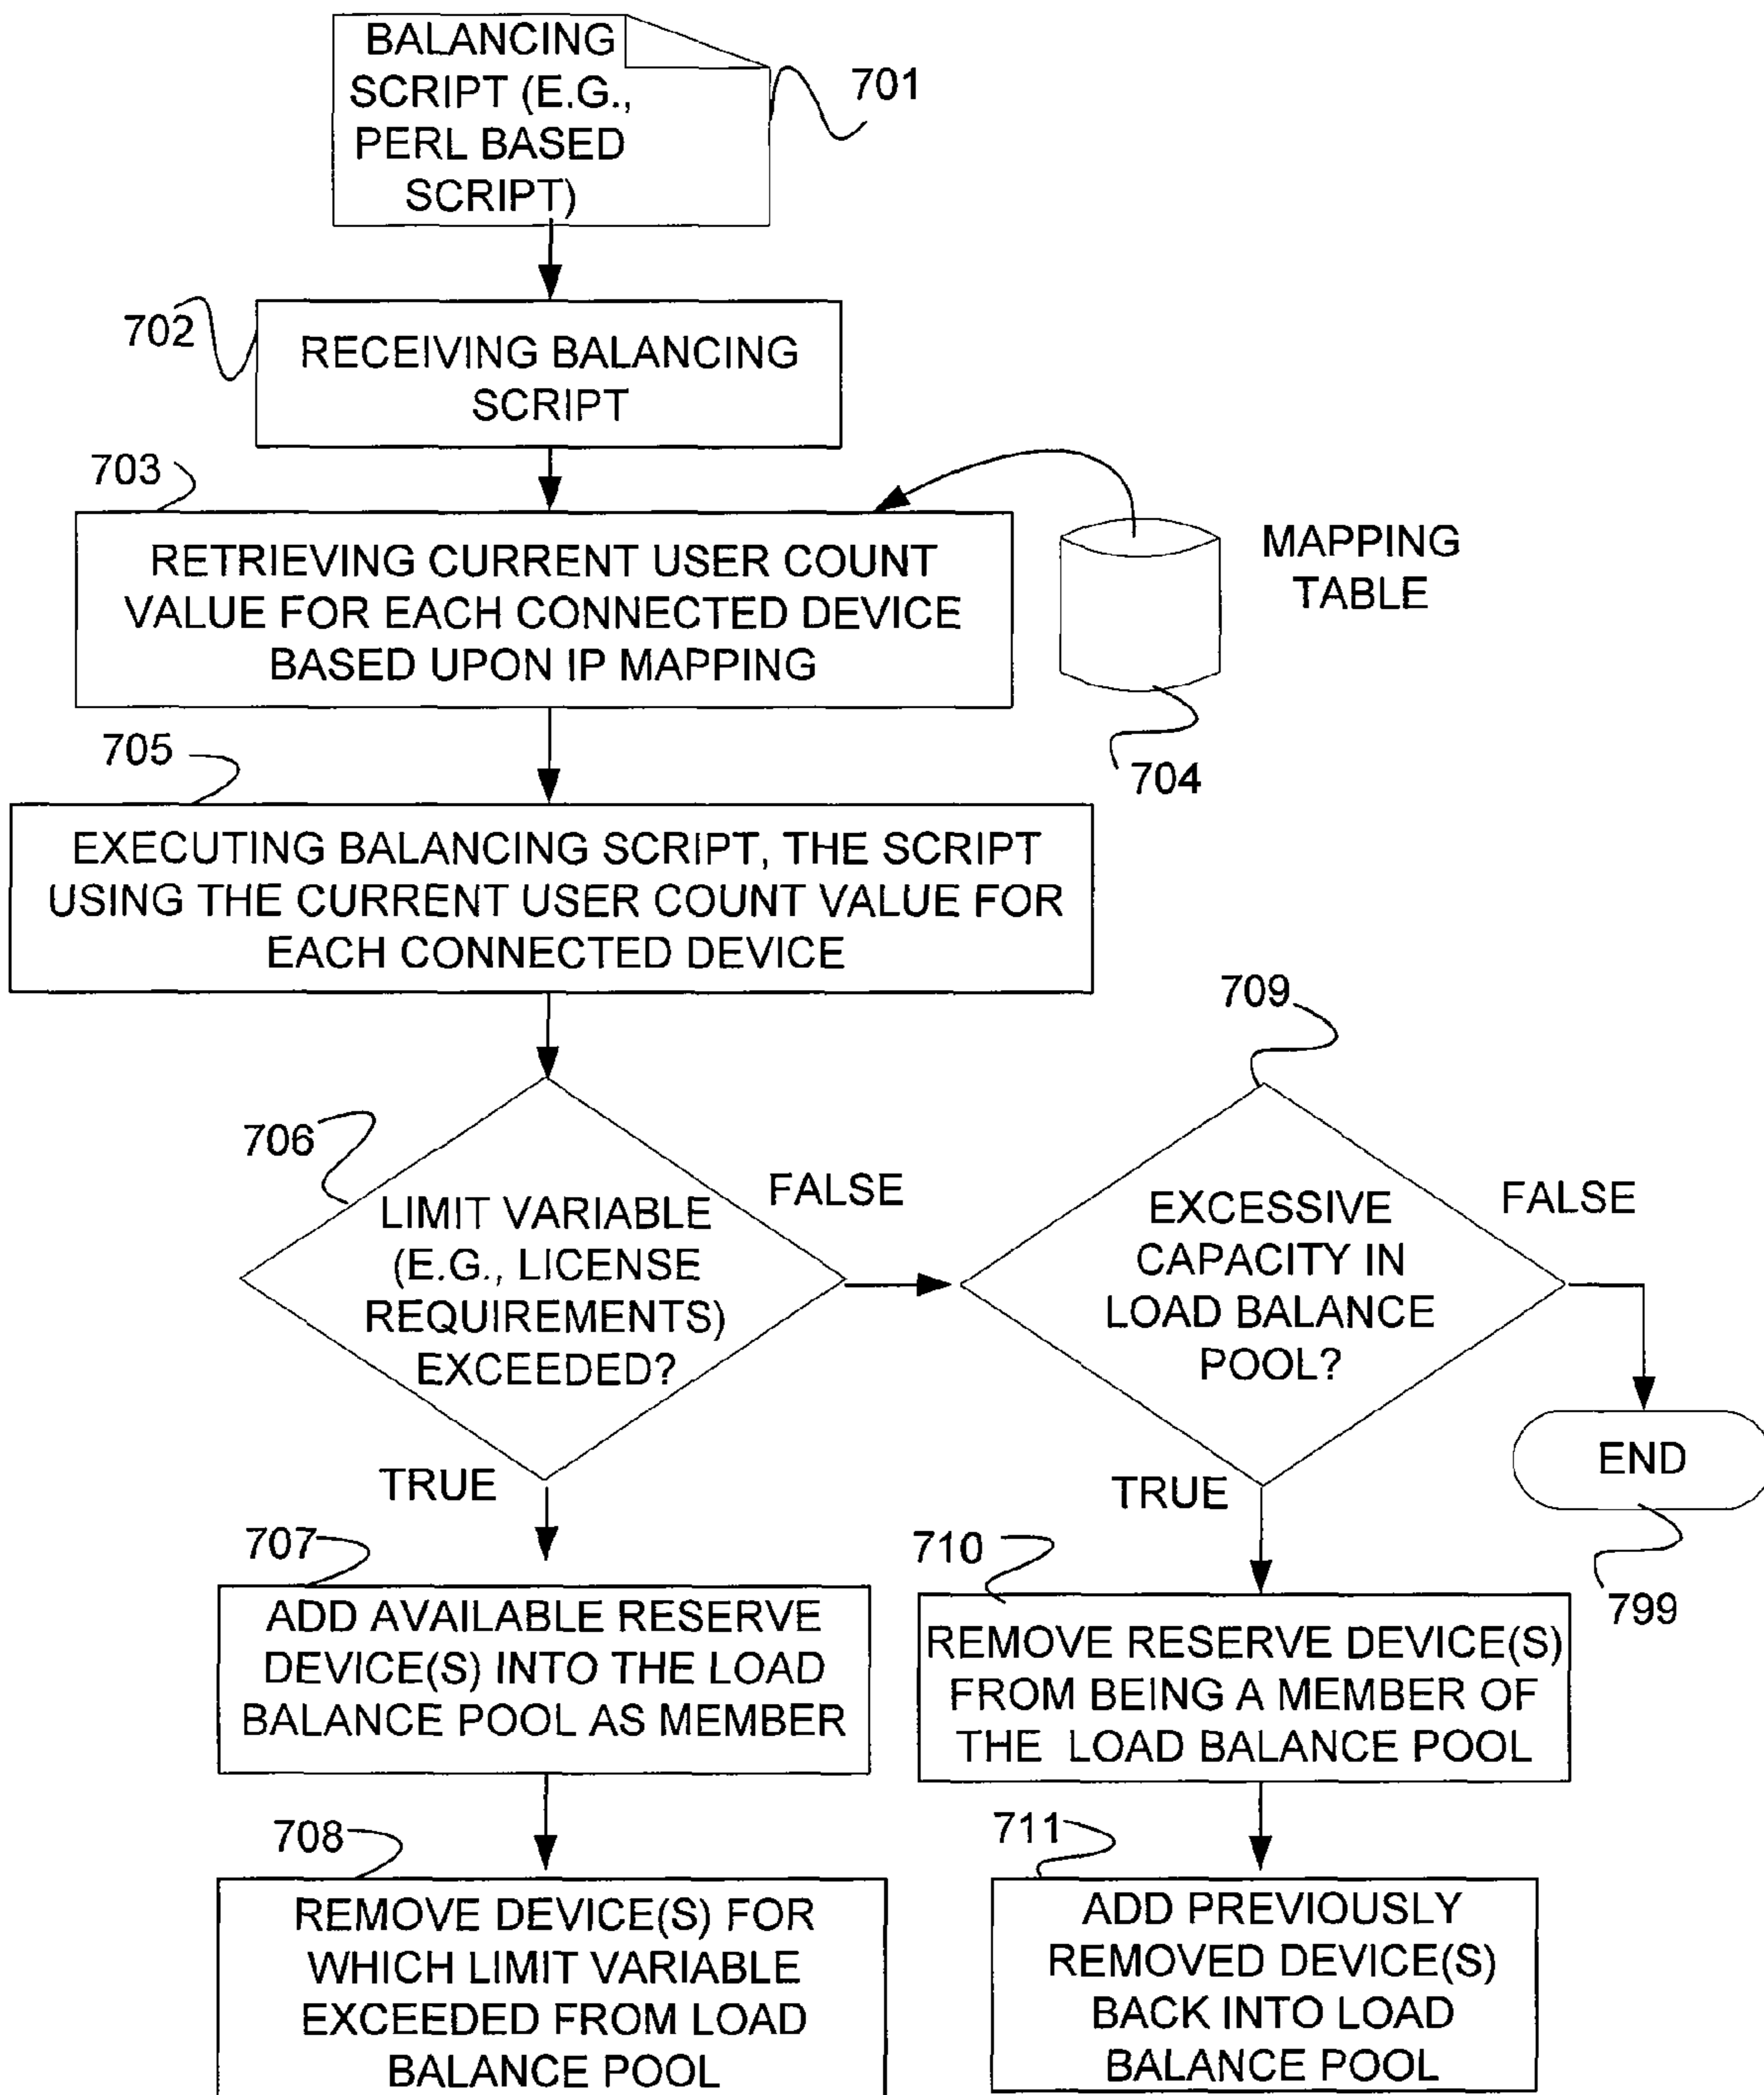 BALANCING
SCRIPT (E.G.,
PERL BASED
SCRIPT)
701
702
RECEIVING BALANCING
SCRIPT
703
RETRIEVING CURRENT USER COUNT
VALUE FOR EACH CONNECTED DEVICE
BASED UPON IP MAPPING
MAPPING
TABLE
704
705
EXECUTING BALANCING SCRIPT, THE SCRIPT
USING THE CURRENT USER COUNT VALUE FOR
EACH CONNECTED DEVICE
706
LIMIT VARIABLE
(E.G., LICENSE
REQUIREMENTS)
EXCEEDED?
FALSE
TRUE
709
EXCESSIVE
CAPACITY IN
LOAD BALANCE
POOL?
FALSE
TRUE
END
799
707
ADD AVAILABLE RESERVE
DEVICE(S) INTO THE LOAD
BALANCE POOL AS MEMBER
710
REMOVE RESERVE DEVICE(S)
FROM BEING A MEMBER OF
THE LOAD BALANCE POOL
708
REMOVE DEVICE(S) FOR
WHICH LIMIT VARIABLE
EXCEEDED FROM LOAD
BALANCE POOL
711
ADD PREVIOUSLY
REMOVED DEVICE(S)
BACK INTO LOAD
BALANCE POOL